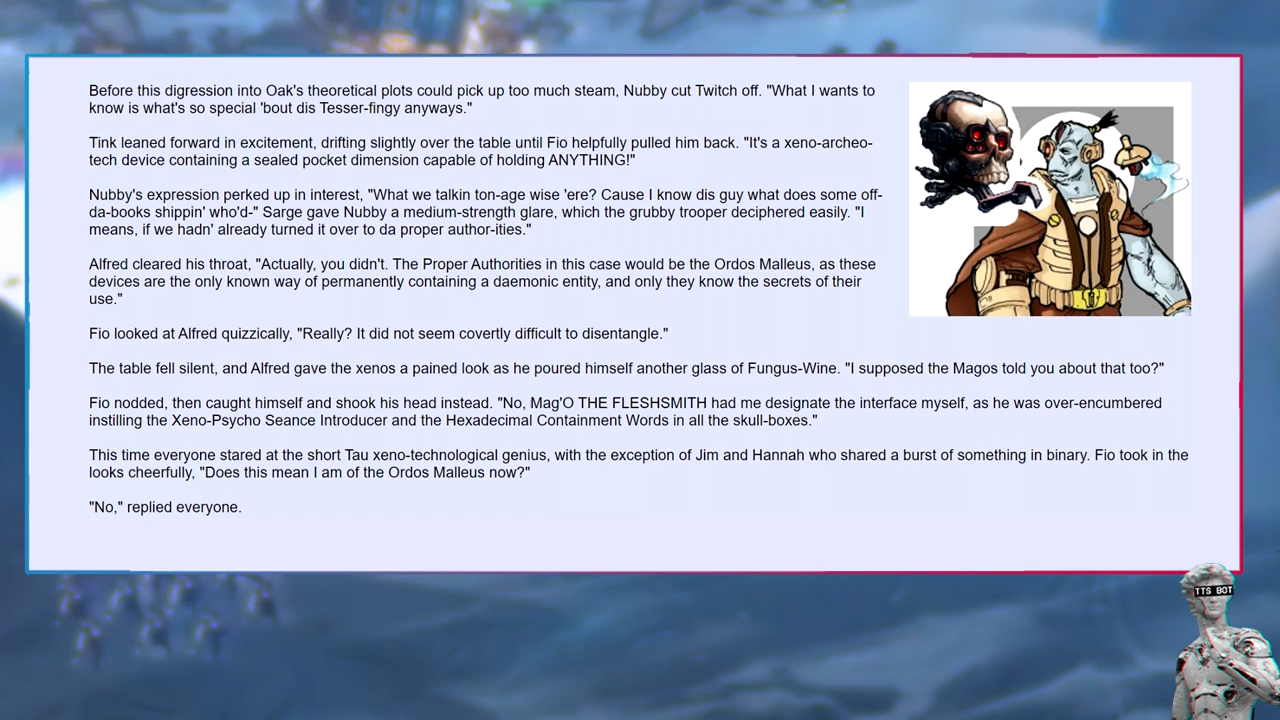 Before this digression into Oak's theoretical plots could pick up too much steam, Nubby cut Twitch off. "What I wants to
know is what's so special 'bout dis Tesser-fingy anyways."
Tink leaned forward in excitement, drifting slightly over the table until Fio helpfully pulled him back. "It's a xeno-archeo-
tech device containing a sealed pocket dimension capable of holding ANYTHING!"
Nubby's expression perked up in interest, "What we talkin ton-age wise 'ere? Cause I know dis guy what does some off-
da-books shippin' who'd-" Sarge gave Nubby a medium-strength glare, which the grubby trooper deciphered easily. "I
means, if we hadn' already turned it over to da proper author-ities."
Alfred cleared his throat, "Actually, you didn't. The Proper Authorities in this case would be the Ordos Malleus, as these
devices are the only known way of permanently containing a daemonic entity, and only they know the secrets of their
use."
Fio looked at Alfred quizzically, "Really? It did not seem covertly difficult to disentangle."
The table fell silent, and Alfred gave the xenos a pained look as he poured himself another glass of Fungus-Wine. "I supposed the Magos told you about that too?"
Fio nodded, then caught himself and shook his head instead. "No, Mag'O THE FLESHSMITH had me designate the interface myself, as he was over-encumbered
instilling the Xeno-Psycho Seance Introducer and the Hexadecimal Containment Words in all the skull-boxes."
This time everyone stared at the short Tau xeno-technological genius, with the exception of Jim and Hannah who shared a burst of something in binary. Fio took in the
looks cheerfully, "Does this mean I am of the Ordos Malleus now?"
"No," replied everyone.
TTS BOT